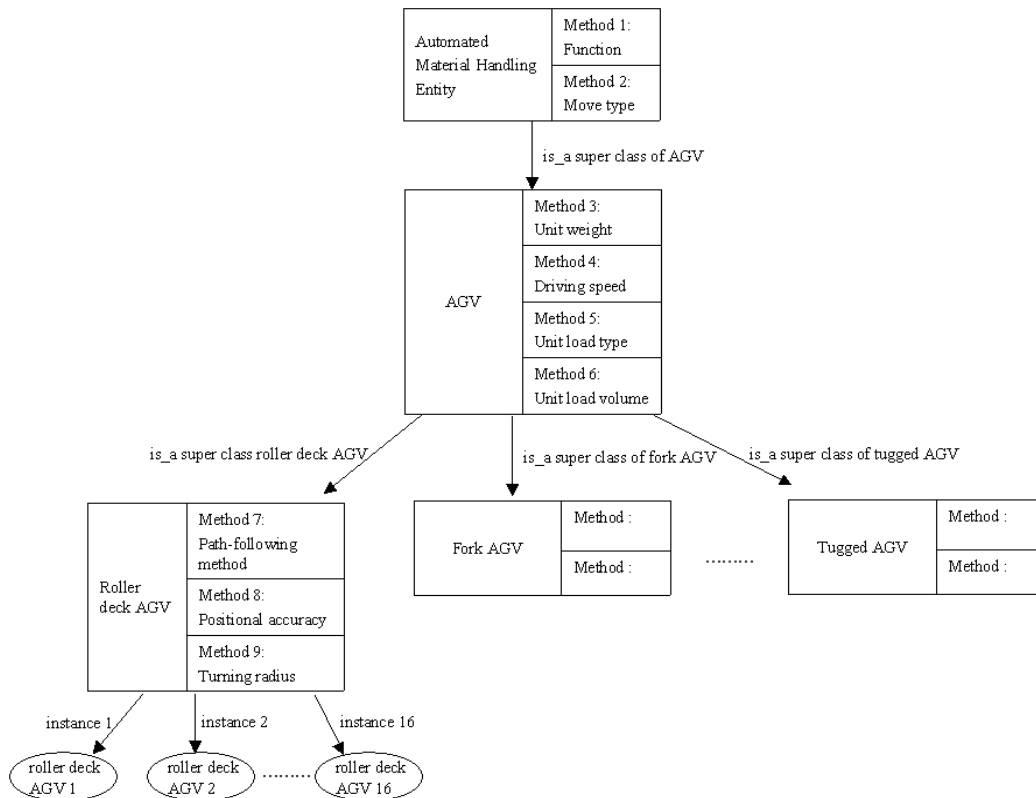 Automated
Material Handling
Entity
Method 1:
Function
Method 2:
Move type
is_a super class of AGV
AGV
Method 3:
Unit weight
Method 4:
Driving speed
Method 5:
Unit load type
Method 6:
Unit load volume
is_a super class roller deck AGV
is_a super class of fork AGV
is_a super class of tugged AGV
Roller
deck AGV
Method 7:
Path-following
method
Method 8:
Positional accuracy
Method 9:
Turning radius
Fork AGV
Method :
Method :
.........
Tugged AGV
Method :
Method :
instance 1
instance 2
instance 16
roller deck
AGV 1
roller deck
AGV 2
.........
roller deck
AGV 16